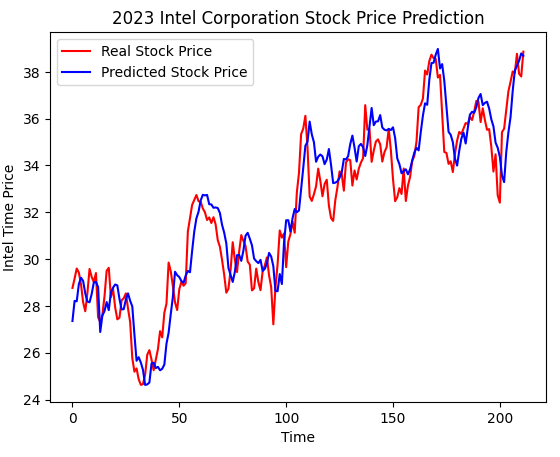 2023 Intel Corporation Stock Price Prediction
Real Stock Price
Predicted Stock Price
Intel Time Price
38
36
34
32
30
28
26
24
0
50
100
150
200
Time